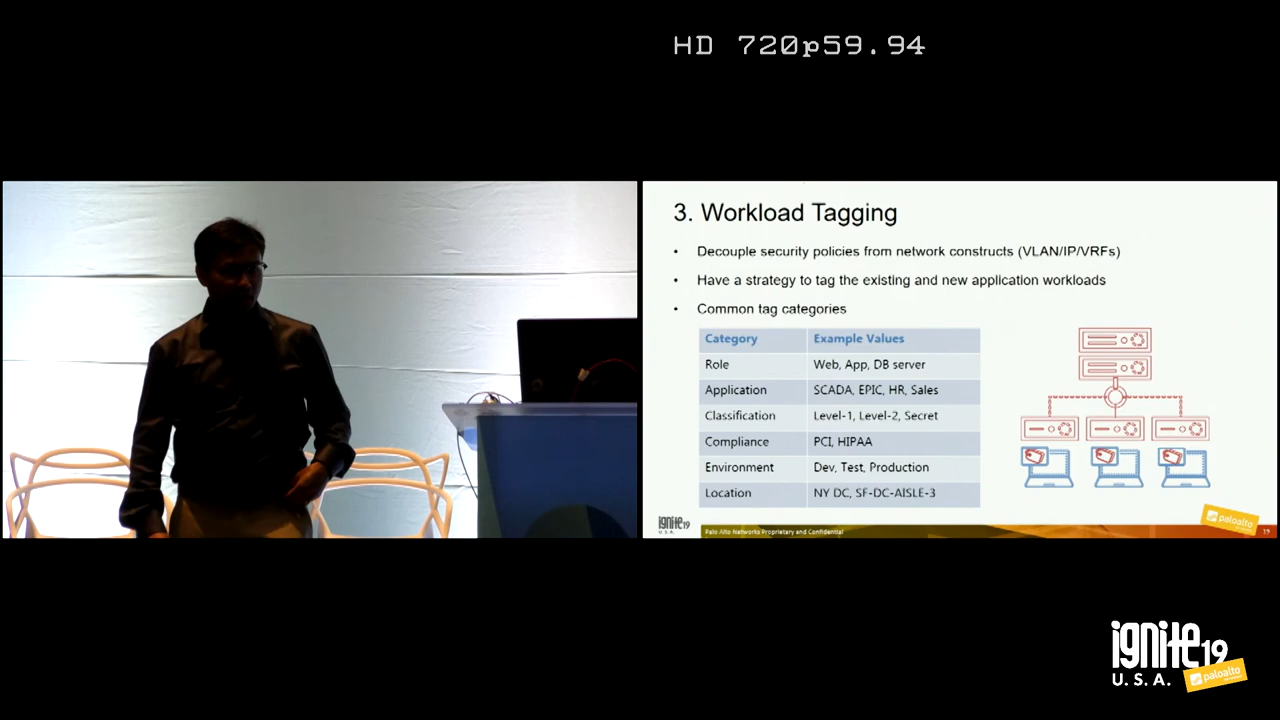 HD 720p59.94
3. Workload Tagging
• Decouple security policies from network constructs (VLAN/IP/VRFs)
• Have a strategy to tag the existing and new application workloads
• Common tag categories
Category Example Values
Role Web, App, DB server
Application SCADA, EPIC, HR, Sales
Classification Level-1, Level-2, Secret
Compliance PCI, HIPAA
Environment Dev, Test, Production
Location NY DC, SF-DC-AISLE-3
ignite19
U.S.A.
Palo Alto Networks Proprietary and Confidential
paloalto
19
ignite19
U.S.A.
paloalto